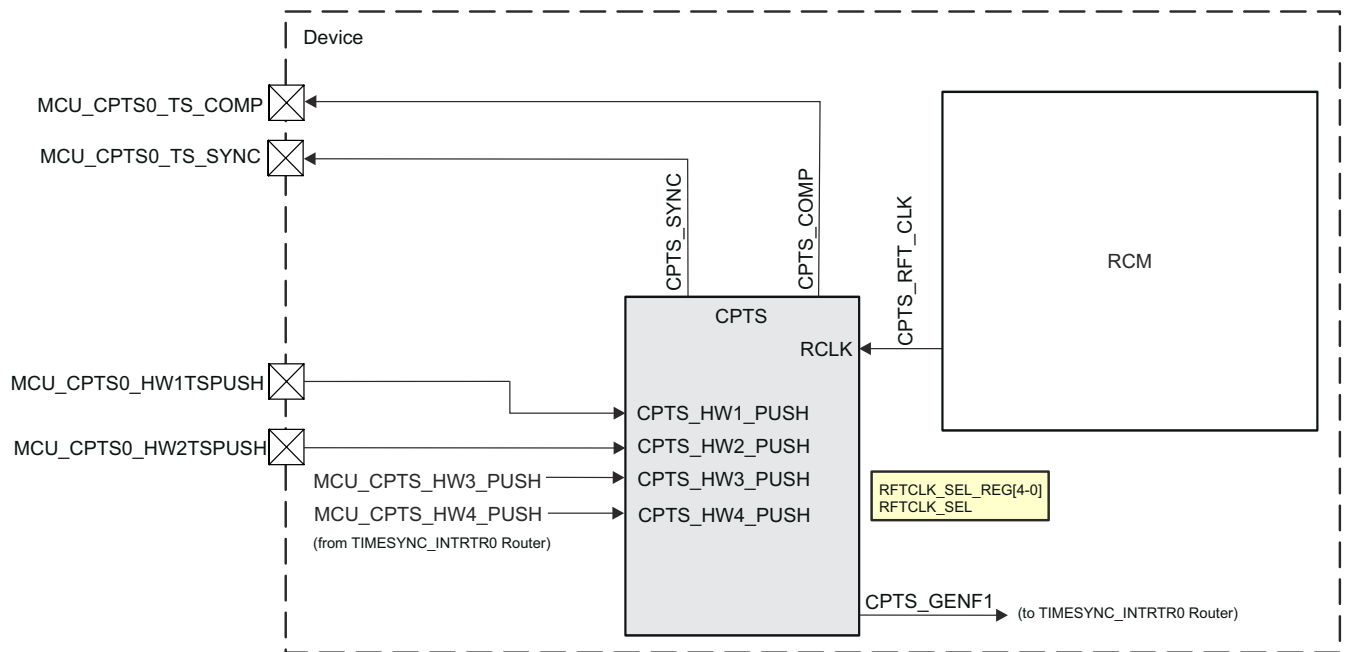 Device
MCU_CPTS0_TS_COMP
MCU_CPTS0_TS_SYNC
CPTS_SYNC
CPTS_COMP
CPTS_RFT_CLK
RCM
CPTS
RCLK
MCU_CPTS0_HW1TSPUSH
CPTS_HW1_PUSH
MCU_CPTS0_HW2TSPUSH
CPTS_HW2_PUSH
MCU_CPTS_HW3_PUSH
CPTS_HW3_PUSH
MCU_CPTS_HW4_PUSH
CPTS_HW4_PUSH
(from TIMESYNC_INTRTR0 Router)
RFTCLK_SEL_REG[4-0]
RFTCLK_SEL
CPTS_GENF1
(to TIMESYNC_INTRTR0 Router)